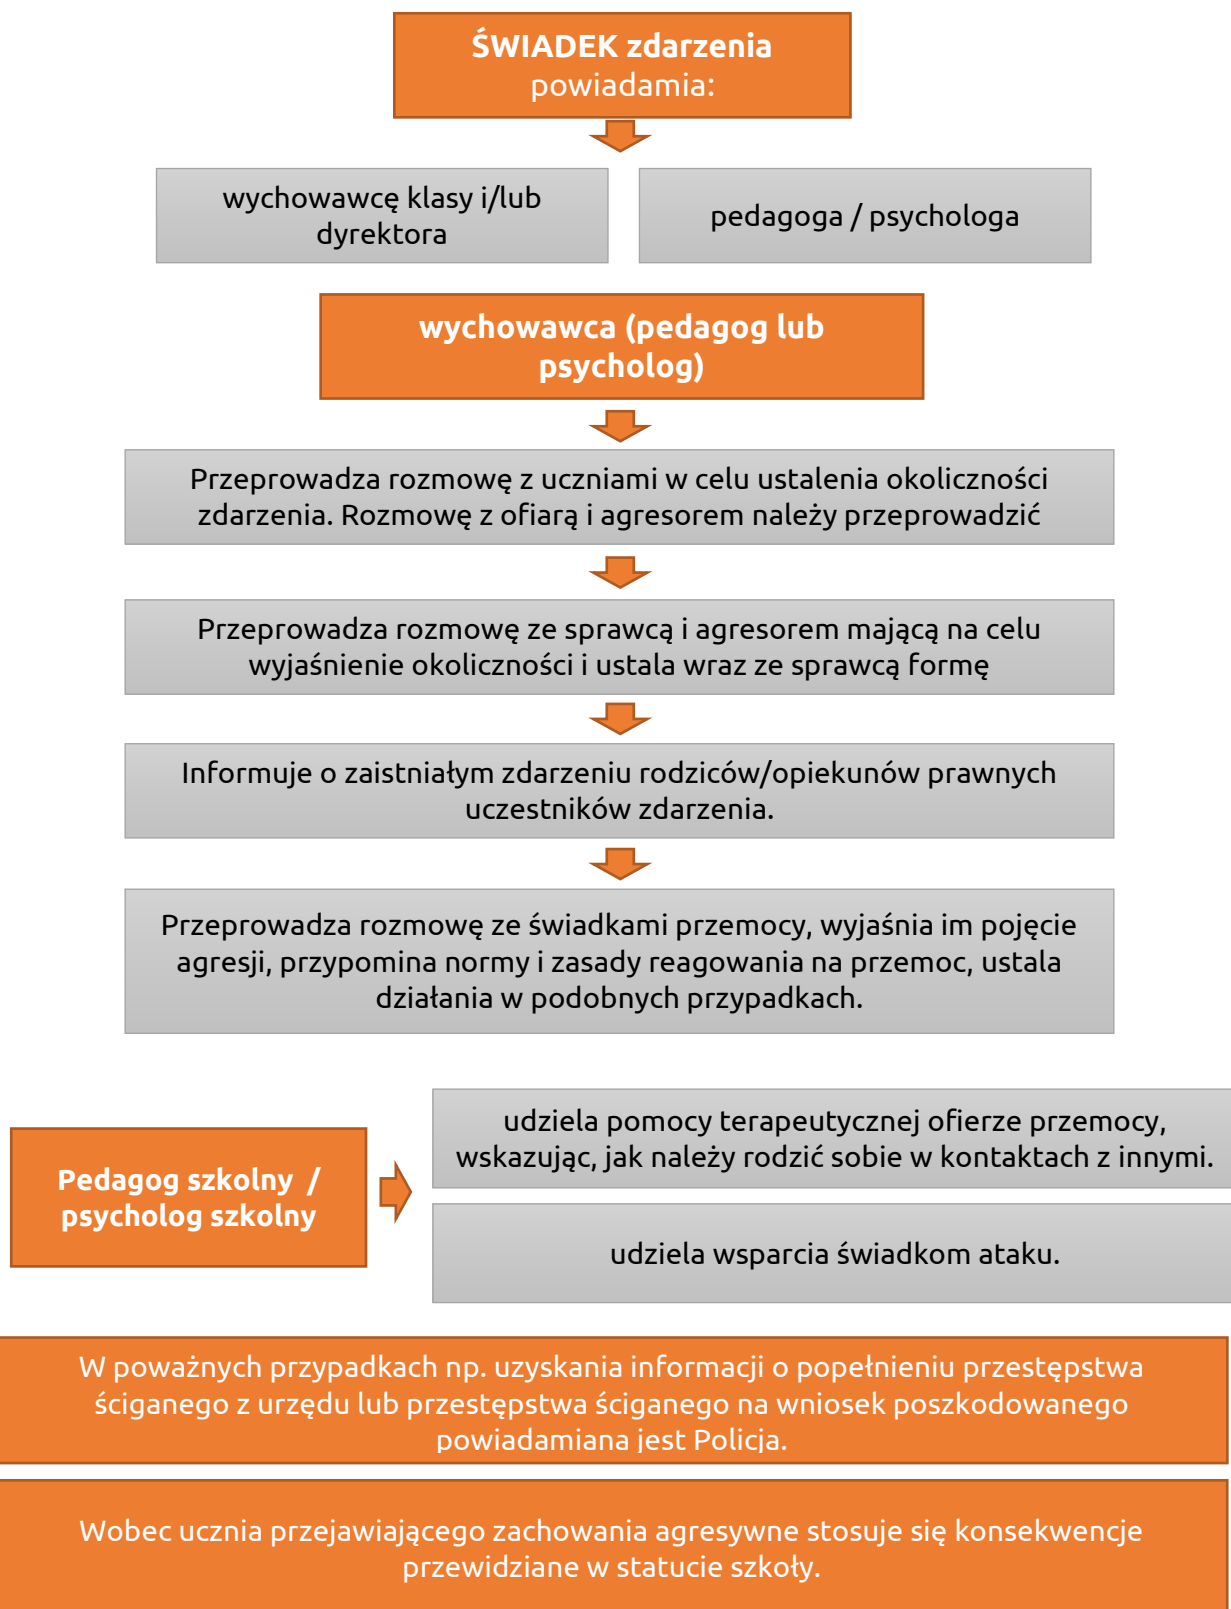 ŚWIADEK zdarzenia
powiadamia:
wychowawcę klasy i/lub
dyrektora
pedagoga / psychologa
wychowawca (pedagog lub
psycholog)
Przeprowadza rozmowę z uczniami w celu ustalenia okoliczności
zdarzenia. Rozmowę z ofiarą i agresorem należy przeprowadzić
Przeprowadza rozmowę ze sprawcą i agresorem mającą na celu
wyjaśnienie okoliczności i ustala wraz ze sprawcą formę
Informuje o zaistniałym zdarzeniu rodziców/opiekunów prawnych
uczestników zdarzenia.
Przeprowadza rozmowę ze świadkami przemocy, wyjaśnia im pojęcie
agresji, przypomina normy i zasady reagowania na przemoc, ustala
działania w podobnych przypadkach.
Pedagog szkolny /
psycholog szkolny
udziela pomocy terapeutycznej ofierze przemocy,
wskazując, jak należy rodzić sobie w kontaktach z innymi.
udziela wsparcia świadkom ataku.
W poważnych przypadkach np. uzyskania informacji o popełnieniu przestępstwa
ściganego z urzędu lub przestępstwa ściganego na wniosek poszkodowanego
powiadamiana jest Policja.
Wobec ucznia przejawiającego zachowania agresywne stosuje się konsekwencje
przewidziane w statucie szkoły.